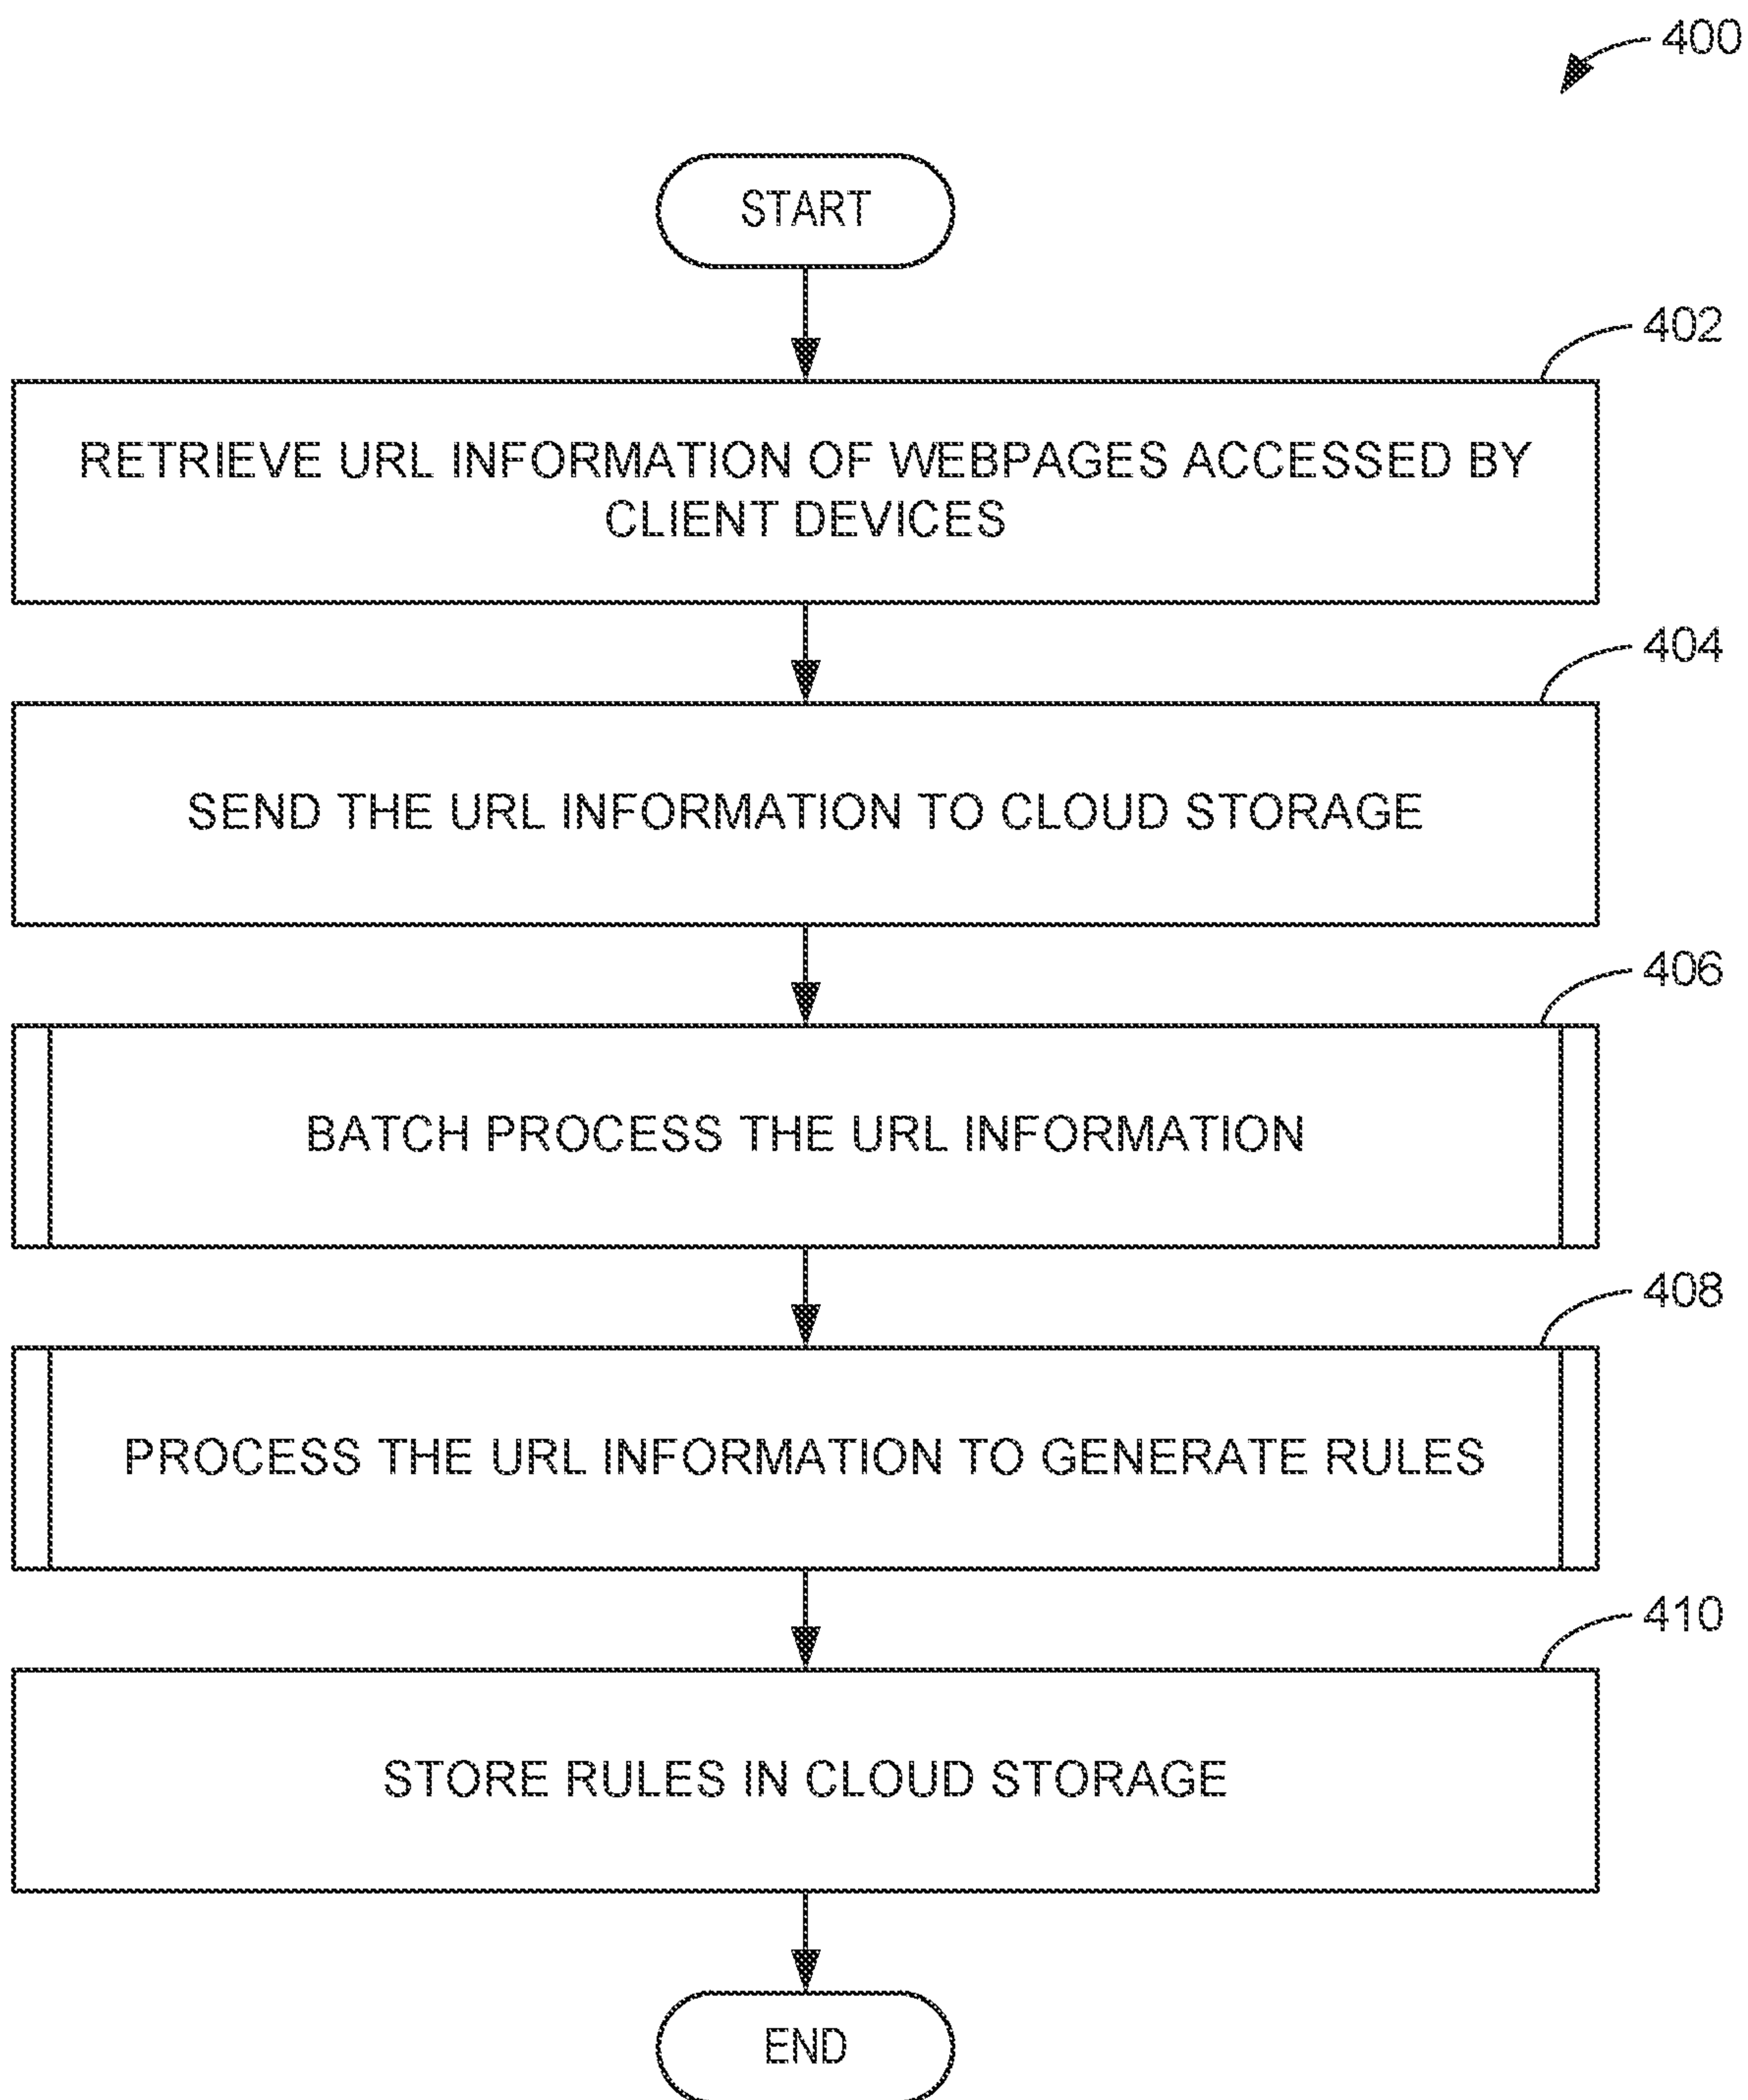 400
START
402
RETRIEVE URL INFORMATION OF WEBPAGES ACCESSED BY
CLIENT DEVICES
404
SEND THE URL INFORMATION TO CLOUD STORAGE
406
BATCH PROCESS THE URL INFORMATION
408
PROCESS THE URL INFORMATION TO GENERATE RULES
410
STORE RULES IN CLOUD STORAGE
END